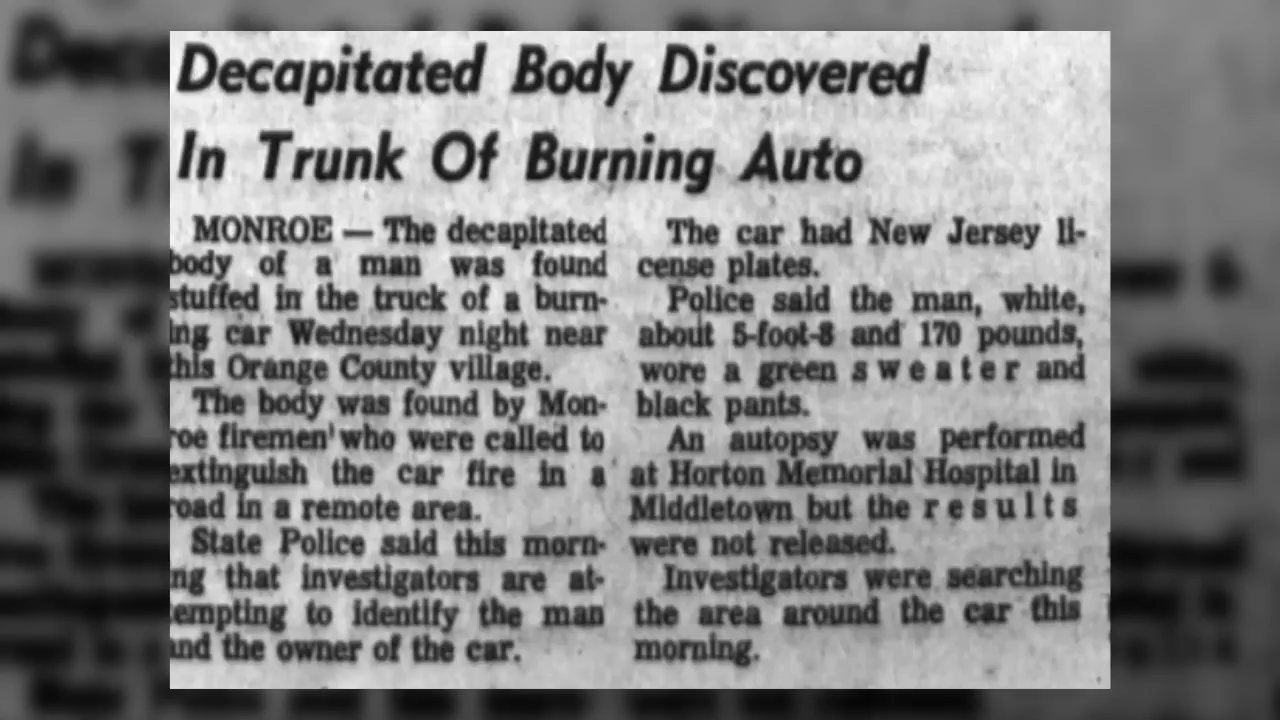 Decapitated Body Discovered
In Trunk Of Burning Auto
MONROE — The decapitated
body of a man was found
stuffed in the truck of a burn-
ing car Wednesday night near
this Orange County village.
The body was found by Mon-
roe firemen who were called to
extinguish the car fire in a
road in a remote area.
State Police said this morn-
ng that investigators are at-
tempting to identify the man
and the owner of the car.
The car had New Jersey li-
cense plates.
Police said the man, white,
about 5-foot-8 and 170 pounds,
wore a green sweater and
black pants.
An autopsy was performed
at Horton Memorial Hospital in
Middletown but the results
were not released.
Investigators were searching
the area around the car this
morning.